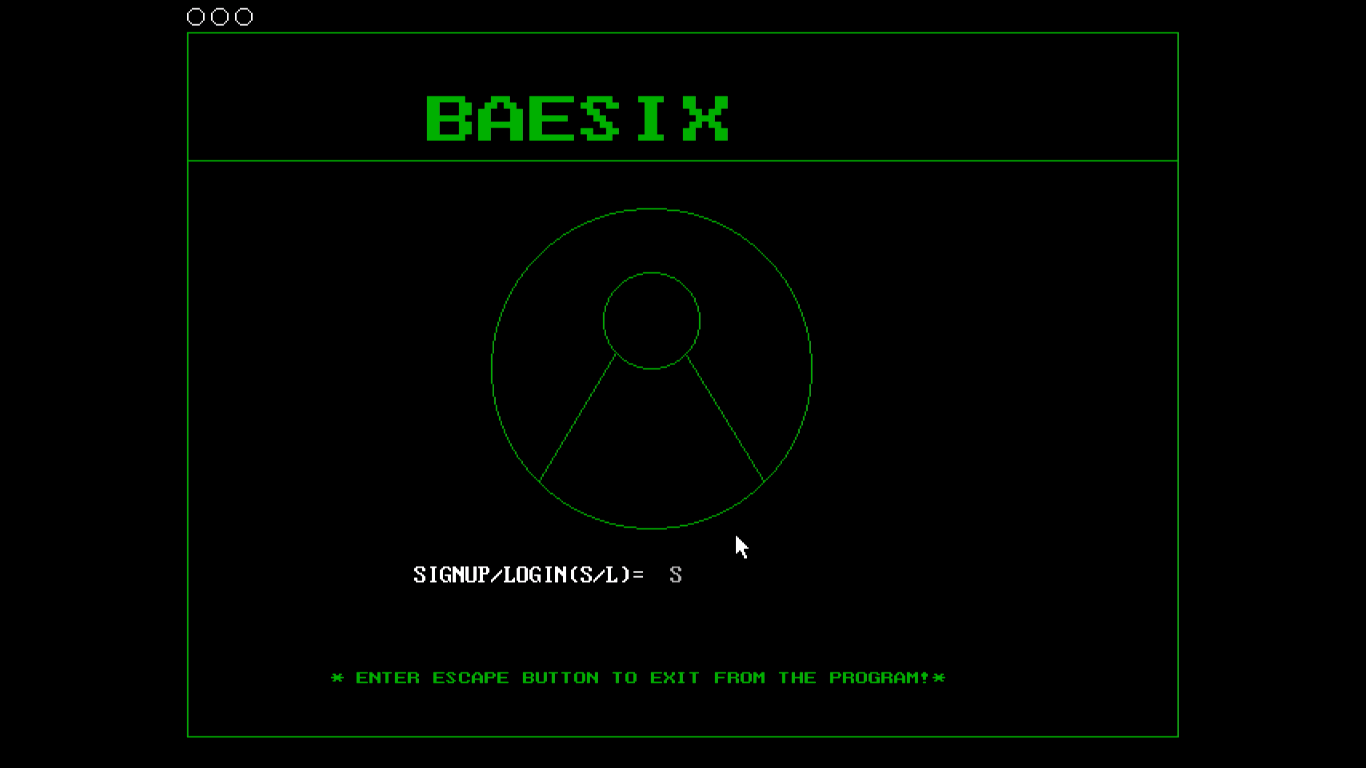 BAESIX
SIGNUP/LOGIN(S/L)= S
* ENTER ESCAPE BUTTON TO EXIT FROM THE PROGRAM!*